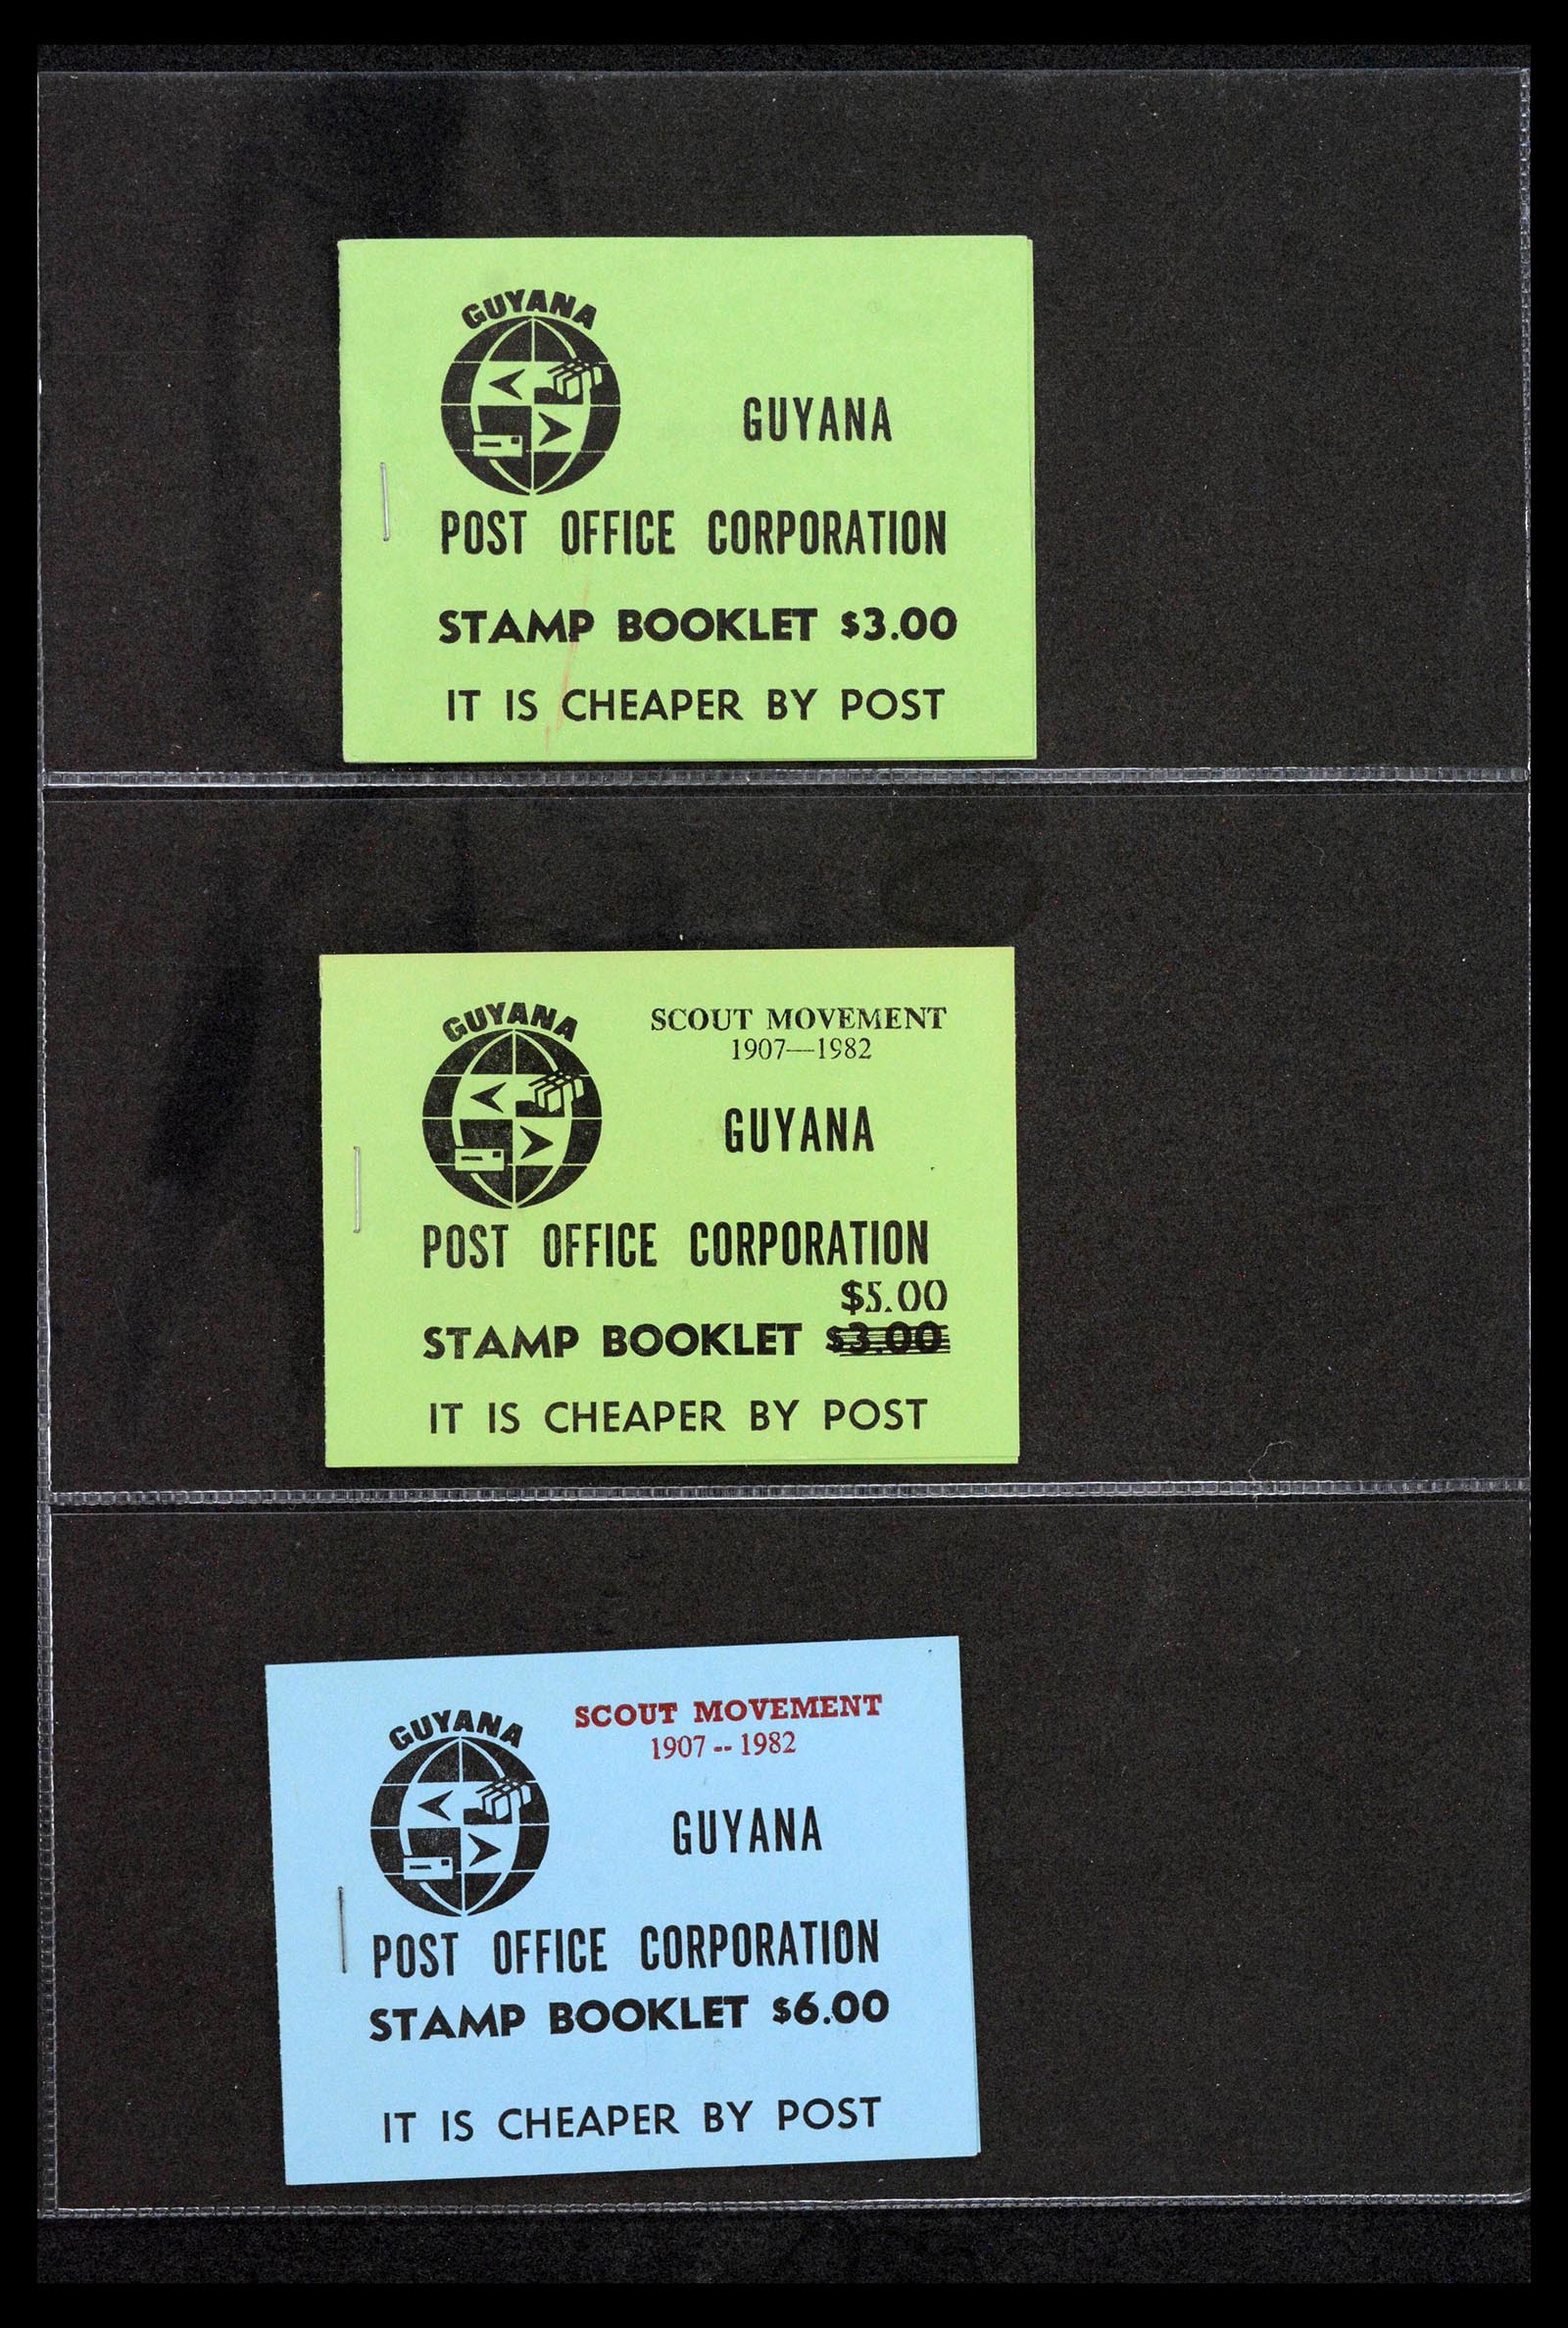 GUYANA
GUYANA
POST OFFICE CORPORATION
STAMP BOOKLET $3.00
IT IS CHEAPER BY POST
GUYANA
SCOUT MOVEMENT
1907—1982
GUYANA
POST OFFICE CORPORATION
$5.00
STAMP BOOKLET $3.00
IT IS CHEAPER BY POST
GUYANA
SCOUT MOVEMENT
1907 -- 1982
GUYANA
POST OFFICE CORPORATION
STAMP BOOKLET $6.00
IT IS CHEAPER BY POST